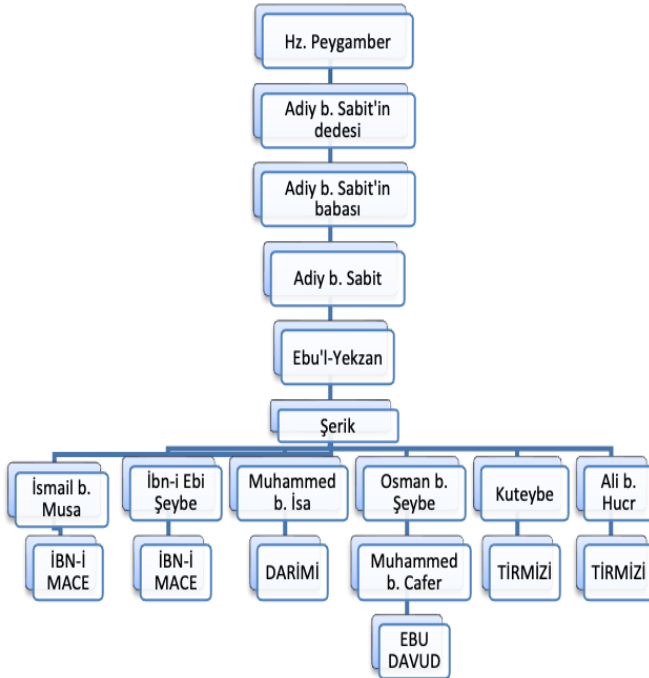 Hz. Peygamber
Adiy b. Sabit'in
dedesi
Adiy b. Sabit'in
babası
Adiy b. Sabit
Ebu'l-Yekzan
Şerik
İsmail b.
Musa
İbn-i Ebi
Şeybe
Muhammed
b. İsa
Osman b.
Şeybe
Kuteybe
Ali b.
Hucr
İBN-İ
MACE
İBN-İ
MACE
DARİMİ
Muhammed
b. Cafer
TİRMİZİ
TİRMİZİ
EBU
DAVUD